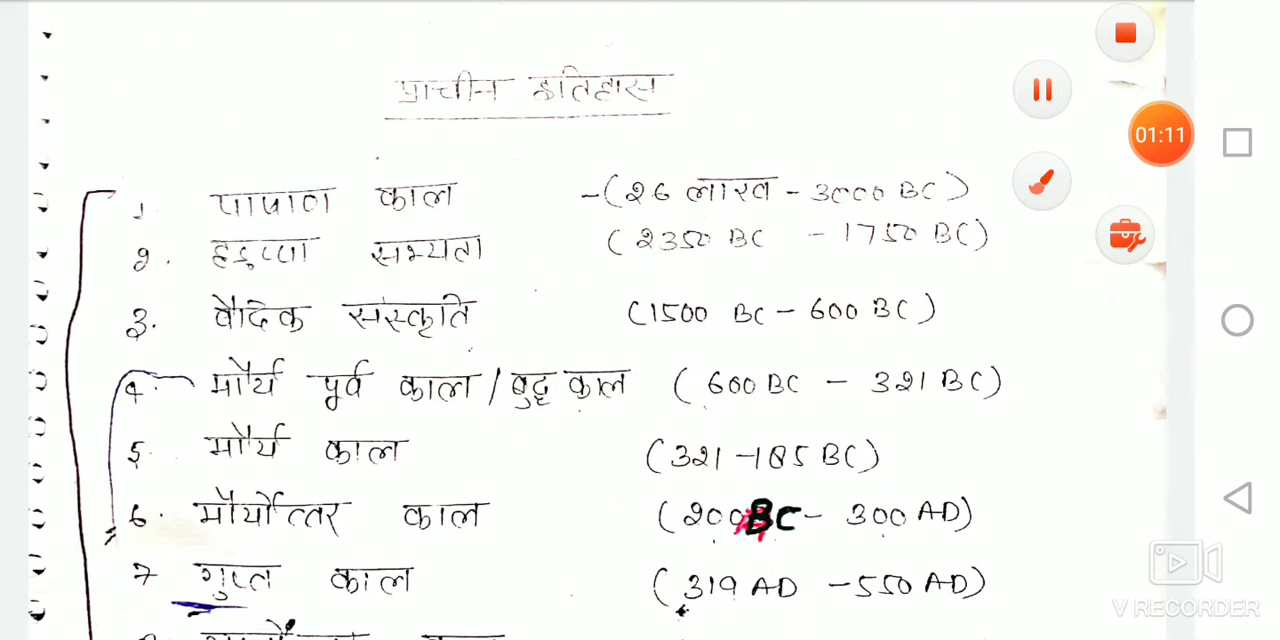 प्राचीन इतिहास
01:11
1. पाषाण काल -(26 लाख - 3000 BC)
2. हड़प्पा सभ्यता (2350 BC - 1750 BC)
3. वैदिक संस्कृति (1500 BC - 600 BC)
4. मौर्य पूर्व काल / बुद्ध काल (600 BC - 321 BC)
5. मौर्य काल (321 - 185 BC)
6. मौर्योत्तर काल (200 BC - 300 AD)
7 गुप्त काल (319 AD - 550 AD)
V RECORDER